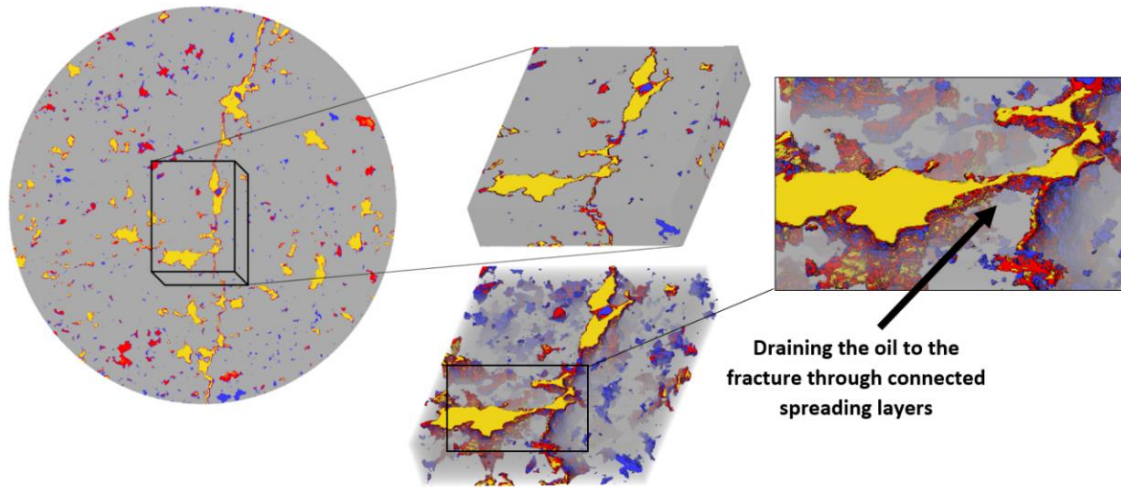 Draining the oil to the
fracture through connected
spreading layers